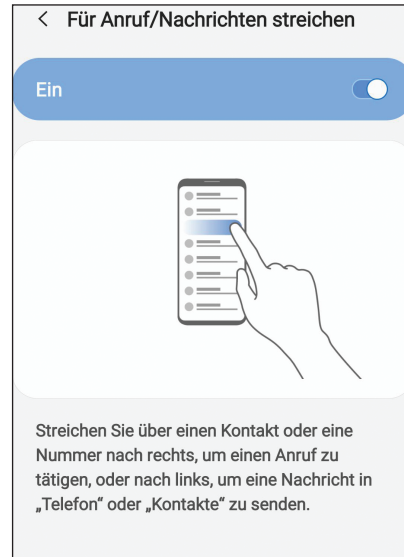 Für Anruf/Nachrichten streichen
Ein
Streichen Sie über einen Kontakt oder eine
Nummer nach rechts, um einen Anruf zu
tätigen, oder nach links, um eine Nachricht in
„Telefon“ oder „Kontakte“ zu senden.